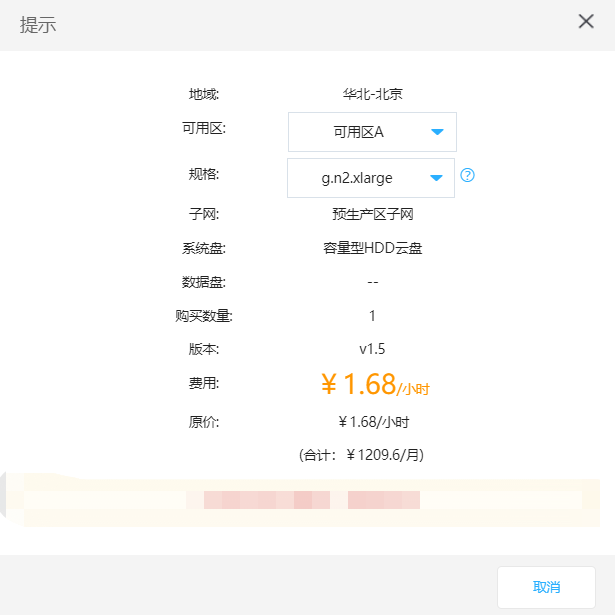 提示
地域: 华北-北京
可用区: 可用区A
规格: g.n2.xlarge
子网: 预生产区子网
系统盘: 容量型HDD云盘
数据盘: --
购买数量: 1
版本: v1.5
费用: ￥1.68/小时
原价: ￥1.68/小时
(合计: ￥1209.6/月)
取消